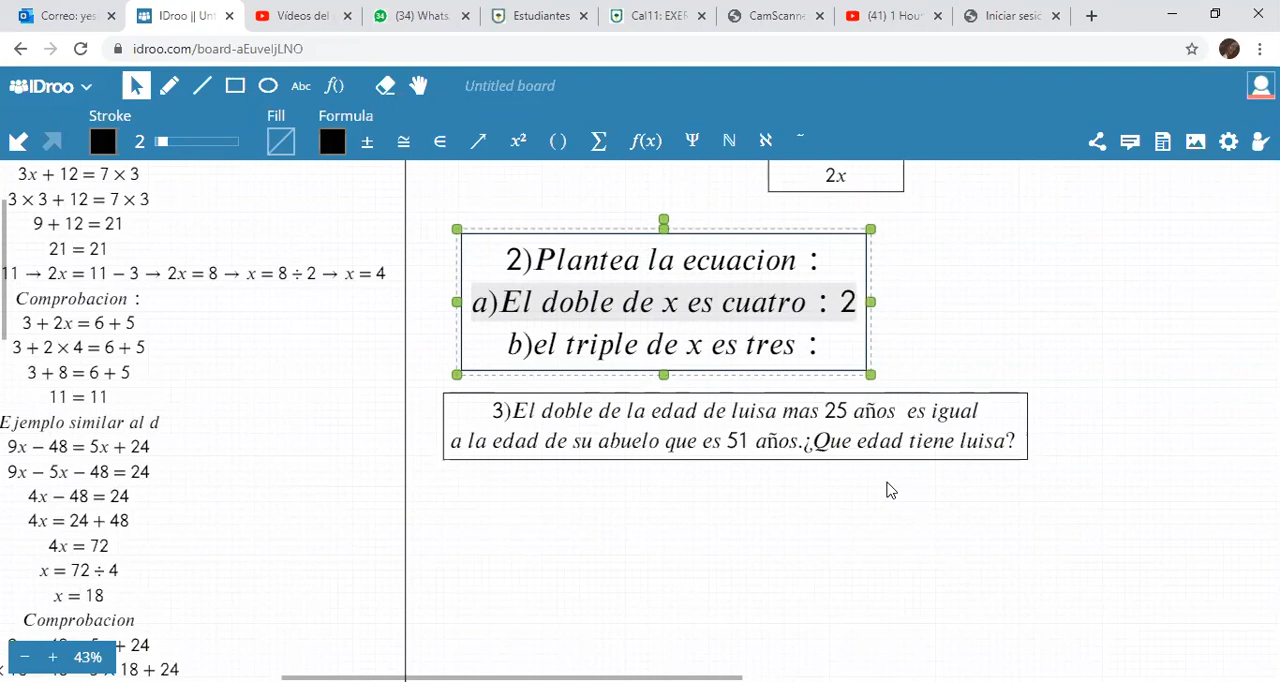 Correo: yes
IDroo || Unt
Vídeos del
(34) Whats.
Estudiantes
Cal11: EXER
CamScanne
(41) 1 Hour
Iniciar sesic
idroo.com/board-aEuveIjLNO
IDroo
Abc
f()
Untitled board
Stroke
Fill
Formula
2
± ≅ ∈ ↗ x² ( ) ∑ f(x) Ψ ℕ ℵ ~
3x + 12 = 7 × 3
3 × 3 + 12 = 7 × 3
9 + 12 = 21
21 = 21
11 → 2x = 11 − 3 → 2x = 8 → x = 8 ÷ 2 → x = 4
Comprobacion :
3 + 2x = 6 + 5
3 + 2 × 4 = 6 + 5
3 + 8 = 6 + 5
11 = 11
Ejemplo similar al d
9x − 48 = 5x + 24
9x − 5x − 48 = 24
4x − 48 = 24
4x = 24 + 48
4x = 72
x = 72 ÷ 4
x = 18
Comprobacion
+ 24
18 + 24
− + 43%
2x
2)Plantea la ecuacion :
a)El doble de x es cuatro : 2
b)el triple de x es tres :
3)El doble de la edad de luisa mas 25 años es igual
a la edad de su abuelo que es 51 años.¿Que edad tiene luisa?